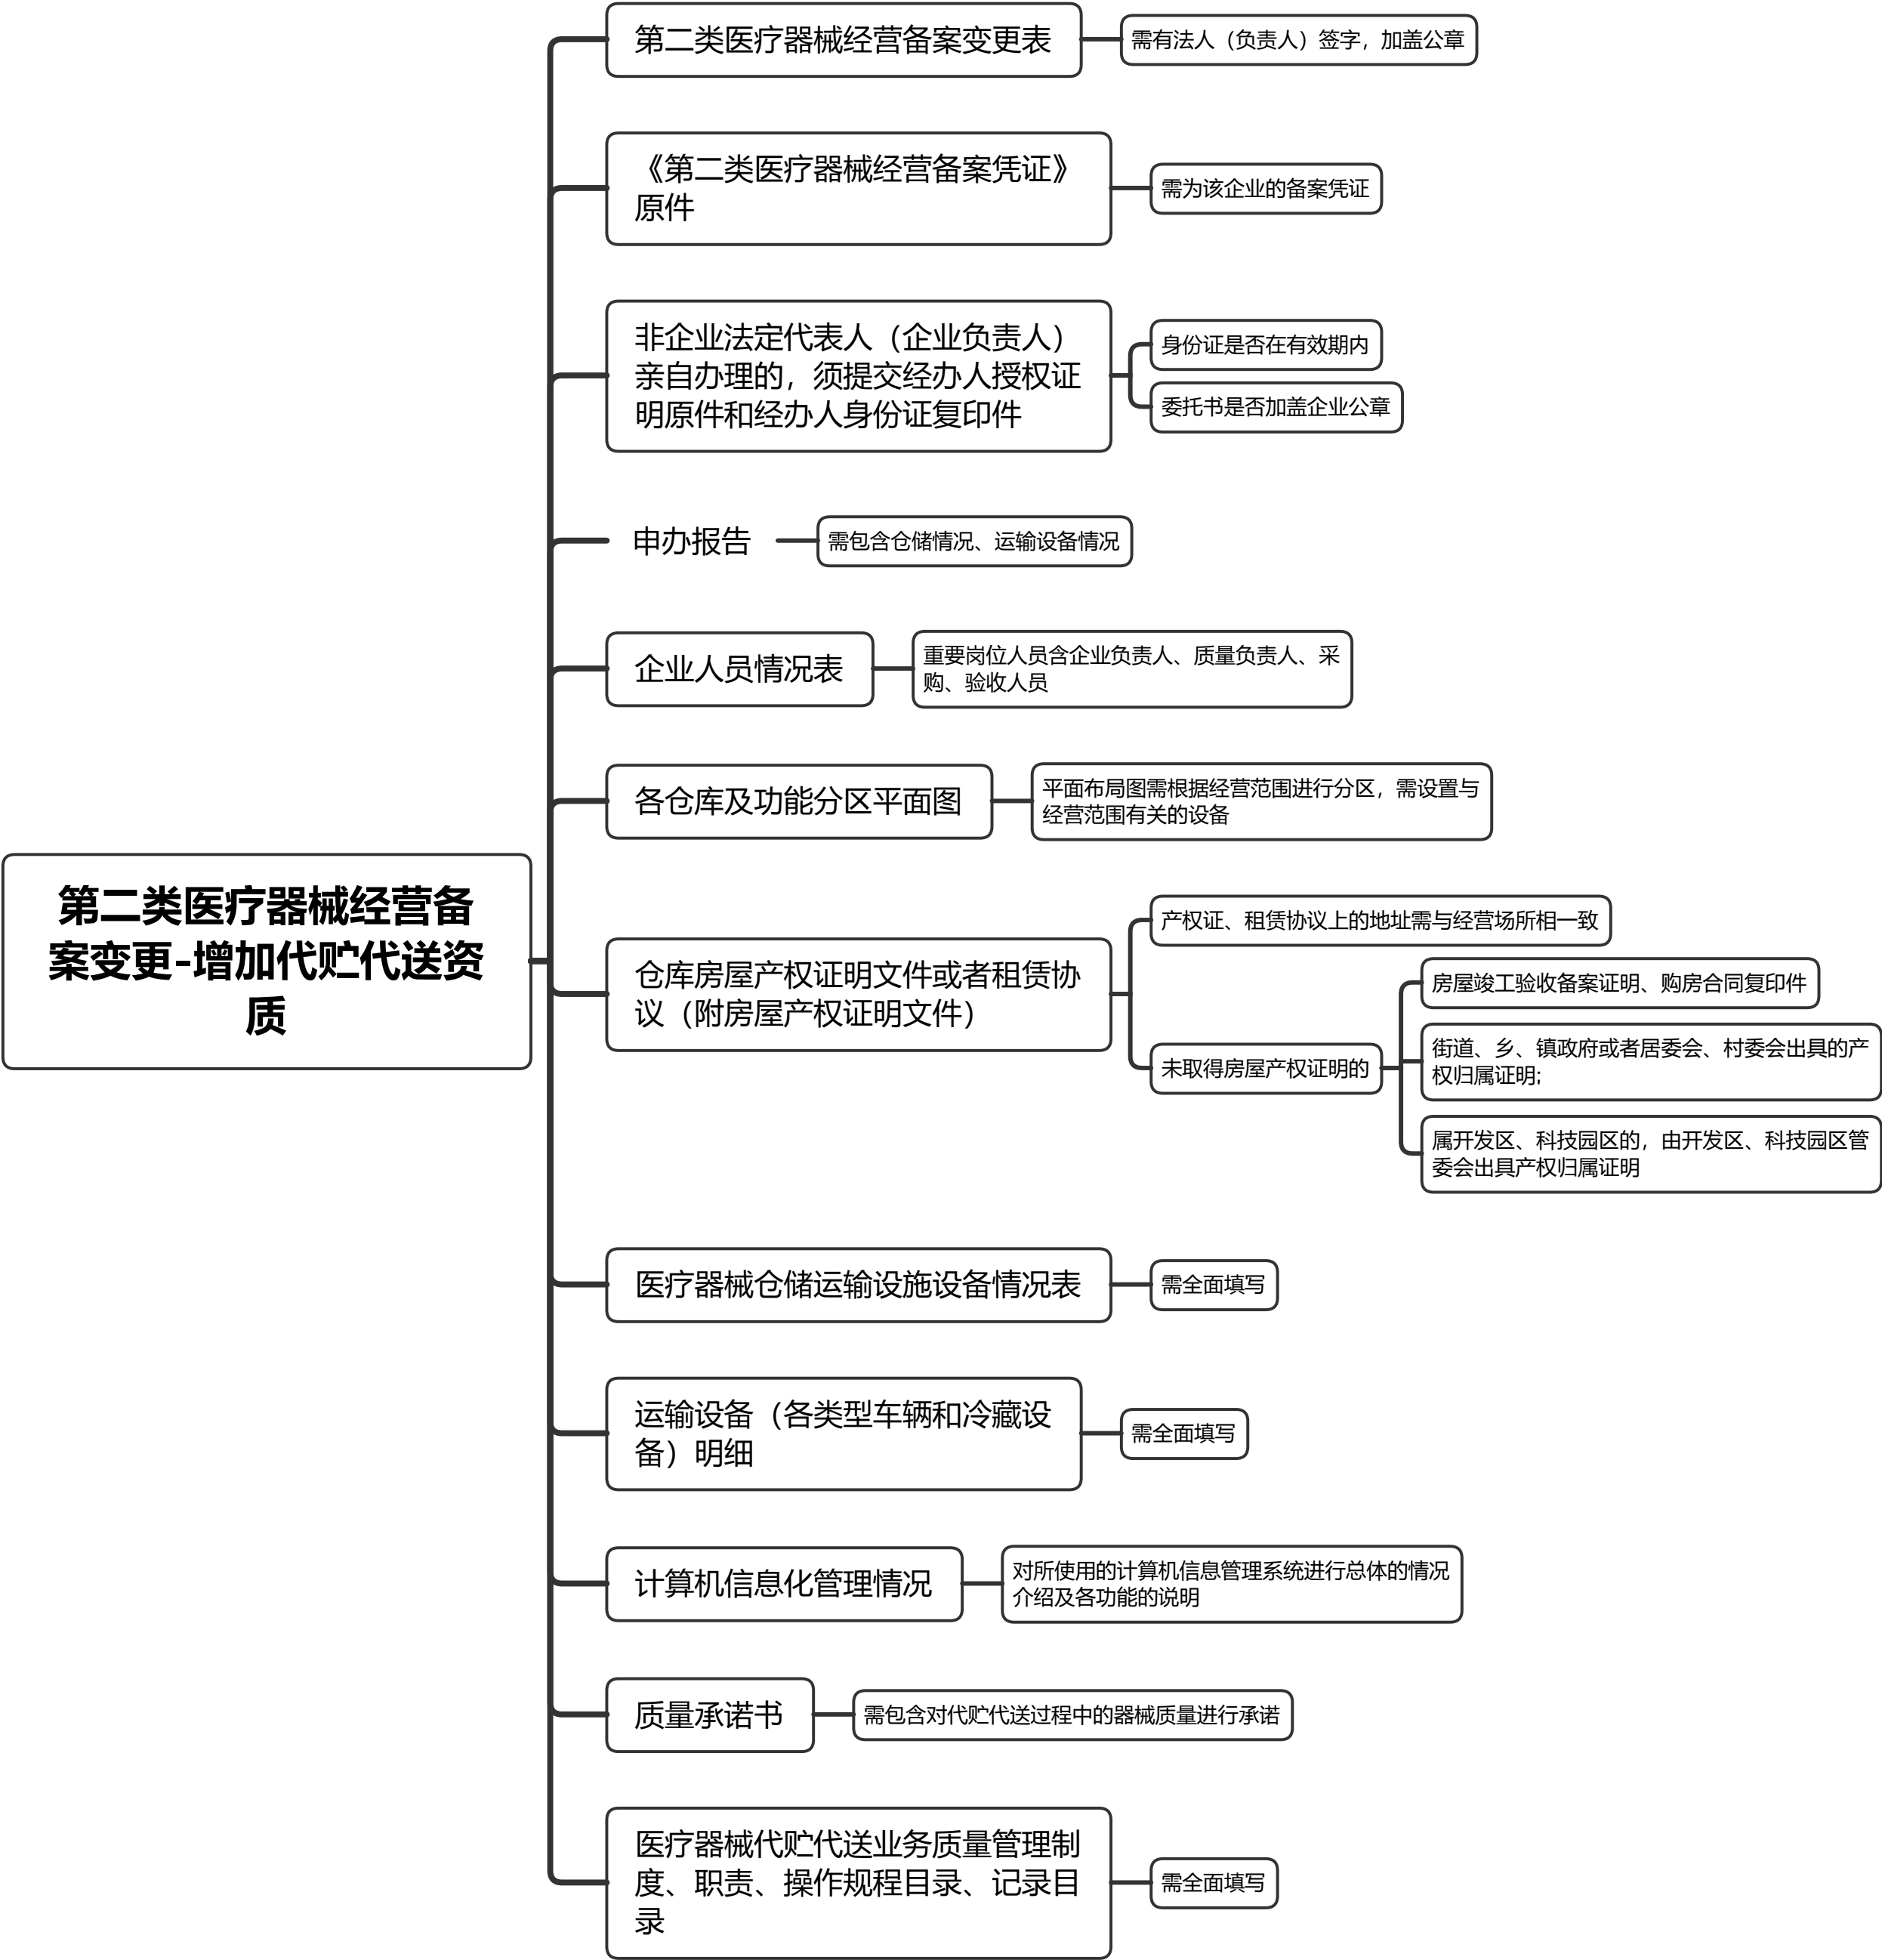 第二类医疗器械经营备
案变更-增加代贮代送资
质
第二类医疗器械经营备案变更表
需有法人（负责人）签字，加盖公章
《第二类医疗器械经营备案凭证》
原件
需为该企业的备案凭证
非企业法定代表人（企业负责人）
亲自办理的，须提交经办人授权证
明原件和经办人身份证复印件
身份证是否在有效期内
委托书是否加盖企业公章
申办报告
需包含仓储情况、运输设备情况
企业人员情况表
重要岗位人员含企业负责人、质量负责人、采
购、验收人员
各仓库及功能分区平面图
平面布局图需根据经营范围进行分区，需设置与
经营范围有关的设备
仓库房屋产权证明文件或者租赁协
议（附房屋产权证明文件）
产权证、租赁协议上的地址需与经营场所相一致
未取得房屋产权证明的
房屋竣工验收备案证明、购房合同复印件
街道、乡、镇政府或者居委会、村委会出具的产
权归属证明;
属开发区、科技园区的，由开发区、科技园区管
委会出具产权归属证明
医疗器械仓储运输设施设备情况表
需全面填写
运输设备（各类型车辆和冷藏设
备）明细
需全面填写
计算机信息化管理情况
对所使用的计算机信息管理系统进行总体的情况
介绍及各功能的说明
质量承诺书
需包含对代贮代送过程中的器械质量进行承诺
医疗器械代贮代送业务质量管理制
度、职责、操作规程目录、记录目
录
需全面填写